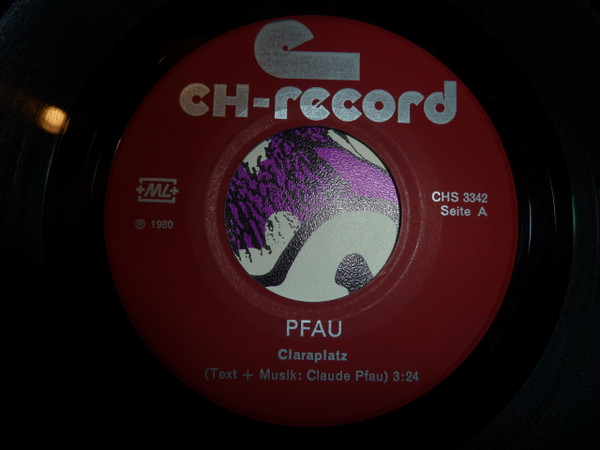 CH-record
+ML+
℗ 1980
CHS 3342
Seite A
PFAU
Claraplatz
(Text + Musik: Claude Pfau) 3:24